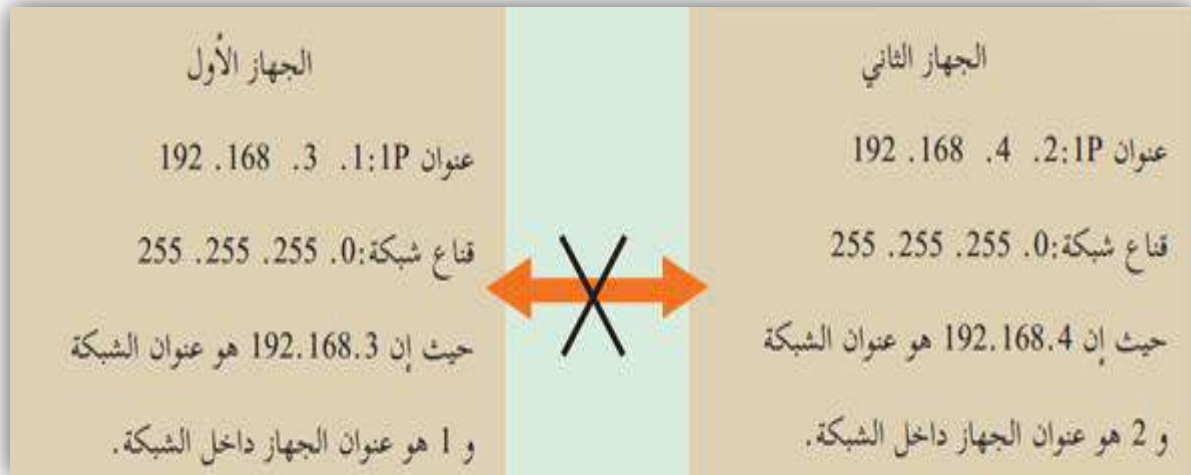 الجهاز الثاني
عنوان 1P:2. 4. 168. 192
قناع شبكة:0. 255. 255. 255
حيث إن 192.168.4 هو عنوان الشبكة
و 2 هو عنوان الجهاز داخل الشبكة.
الجهاز الأول
عنوان 1P:1. 3. 168. 192
قناع شبكة:0. 255. 255. 255
حيث إن 192.168.3 هو عنوان الشبكة
و 1 هو عنوان الجهاز داخل الشبكة.